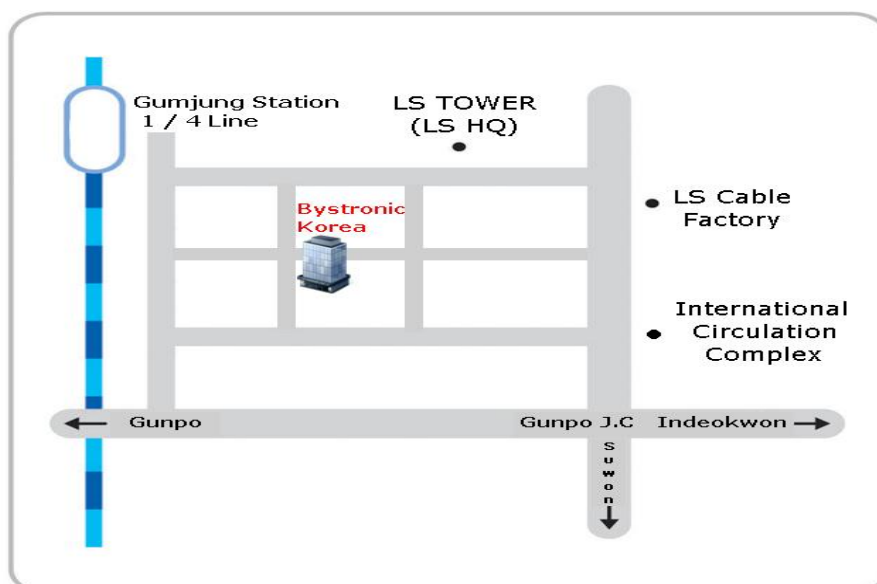 Gumjung Station
1 / 4 Line
LS TOWER
(LS HQ)
Bystronic
Korea
LS Cable
Factory
International
Circulation
Complex
Gunpo
Gunpo J.C
Indeokwon
Suwon